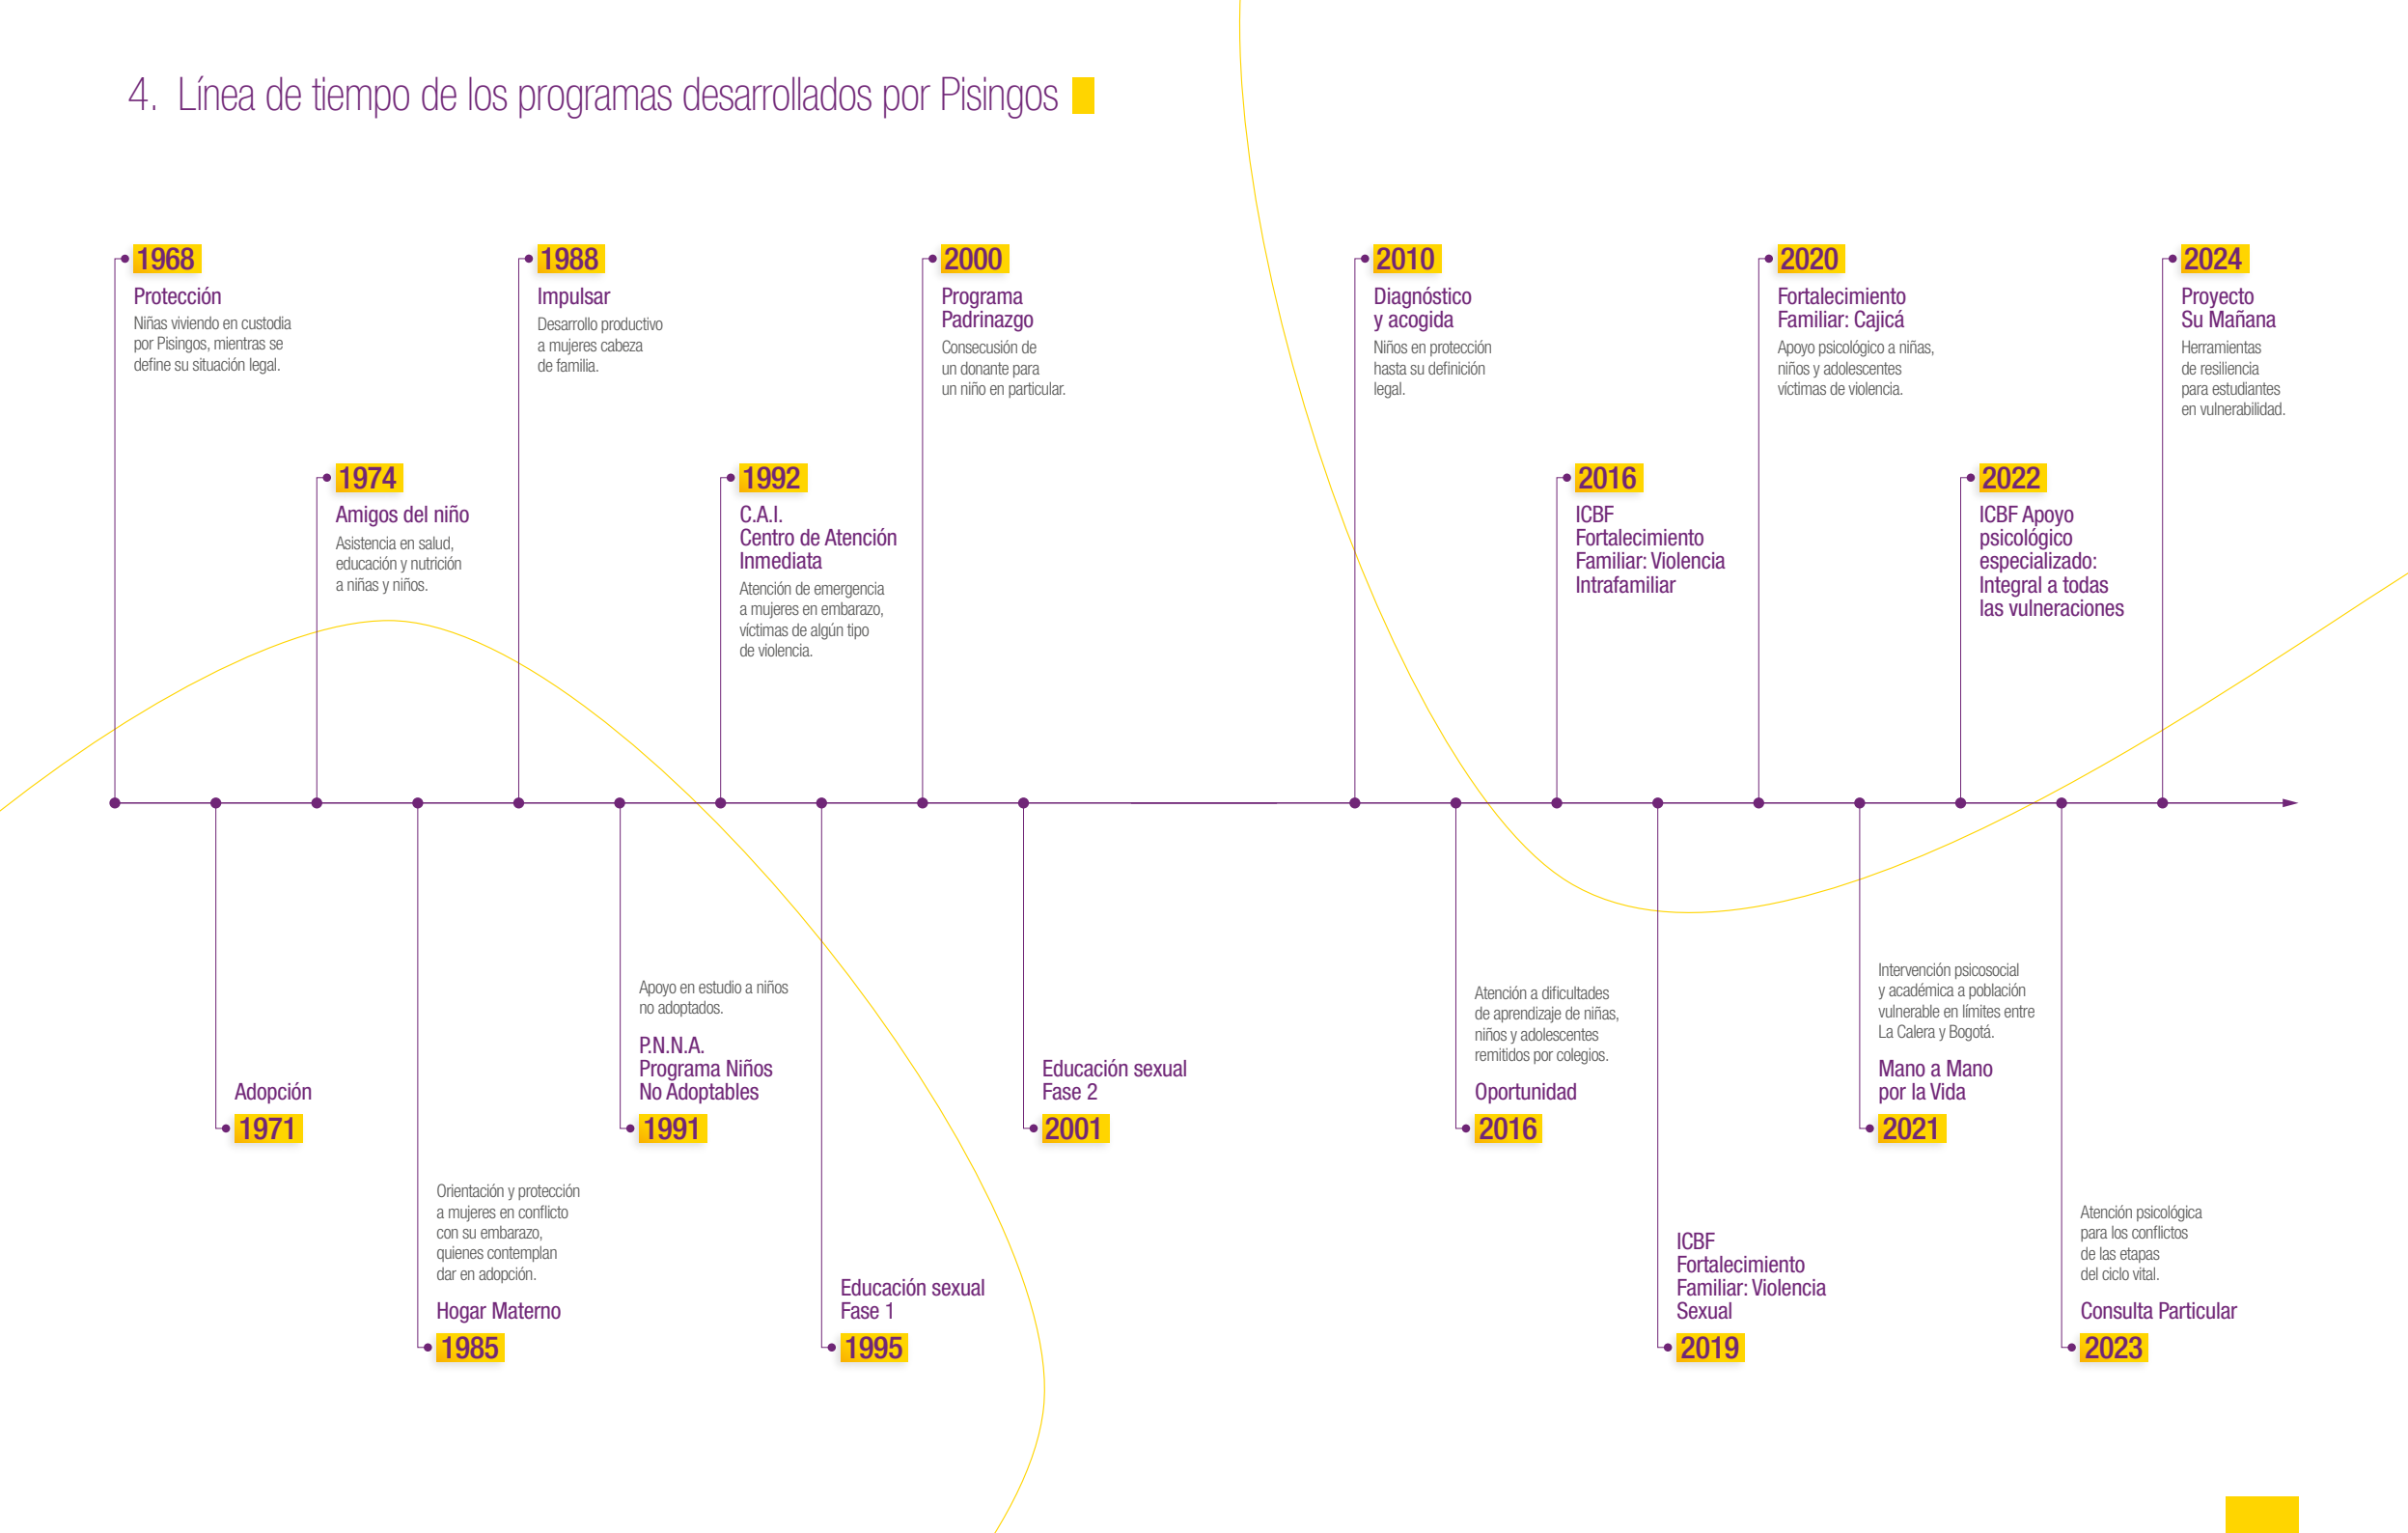 4. Línea de tiempo de los programas desarrollados por Pisingos
1968
Protección
Niñas viviendo en custodia
por Pisingos, mientras se
define su situación legal.
1988
Impulsar
Desarrollo productivo
a mujeres cabeza
de familia.
2000
Programa
Padrinazgo
Consecusión de
un donante para
un niño en particular.
2010
Diagnóstico
y acogida
Niños en protección
hasta su definición
legal.
2020
Fortalecimiento
Familiar: Cajicá
Apoyo psicológico a niñas,
niños y adolescentes
víctimas de violencia.
2024
Proyecto
Su Mañana
Herramientas
de resiliencia
para estudiantes
en vulnerabilidad.
1974
Amigos del niño
Asistencia en salud,
educación y nutrición
a niñas y niños.
1992
C.A.I.
Centro de Atención
Inmediata
Atención de emergencia
a mujeres en embarazo,
víctimas de algún tipo
de violencia.
2016
ICBF
Fortalecimiento
Familiar: Violencia
Intrafamiliar
2022
ICBF Apoyo
psicológico
especializado:
Integral a todas
las vulneraciones
Adopción
1971
Apoyo en estudio a niños
no adoptados.
P.N.N.A.
Programa Niños
No Adoptables
1991
Educación sexual
Fase 2
2001
Atención a dificultades
de aprendizaje de niñas,
niños y adolescentes
remitidos por colegios.
Oportunidad
2016
Intervención psicosocial
y académica a población
vulnerable en límites entre
La Calera y Bogotá.
Mano a Mano
por la Vida
2021
Orientación y protección
a mujeres en conflicto
con su embarazo,
quienes contemplan
dar en adopción.
Hogar Materno
1985
Educación sexual
Fase 1
1995
ICBF
Fortalecimiento
Familiar: Violencia
Sexual
2019
Atención psicológica
para los conflictos
de las etapas
del ciclo vital.
Consulta Particular
2023